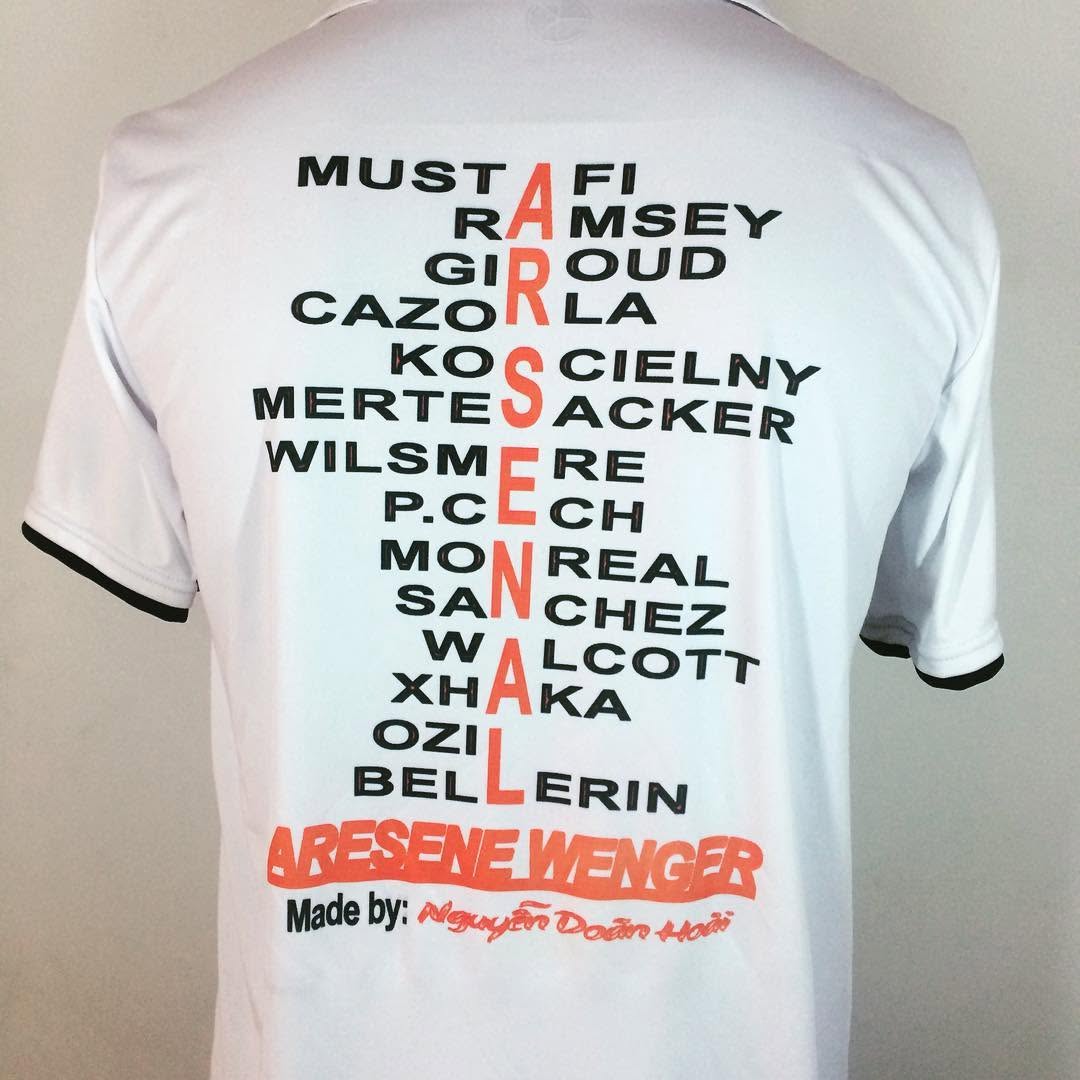 MUSTAFI
RAMSEY
GIROUD
CAZORLA
KOSCIELNY
MERTESACKER
WILSMERE
P.CECH
MONREAL
SANCHEZ
WALCOTT
XHAKA
OZIL
BELLERIN
ARESENE WENGER
Made by: Nguyễn Doãn Hoài